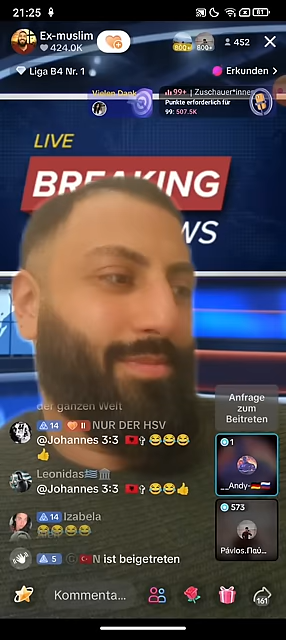 21:25
81
Ex-muslim
424.0K
800+
800+
452
Liga B4 Nr. 1
Erkunden >
Vielen Dank
99+ | Zuschauer*innen
Punkte erforderlich für
99: 507.5K
LIVE
BREAKING
WS
Anfrage
zum
Beitreten
der ganzen Welt
14 NUR DER HSV
@Johannes 3:3 🇦🇱✞ 😂😂😂
👍
Leonidas🇬🇷🏛
@Johannes 3:3 🇦🇱✞ 😂😂👍
14 Izabela
😂😂😂😂
5 N ist beigetreten
1
__Andy-🇩🇪🇷🇺
573
Pávlos.Παύ...
Kommenta...
161